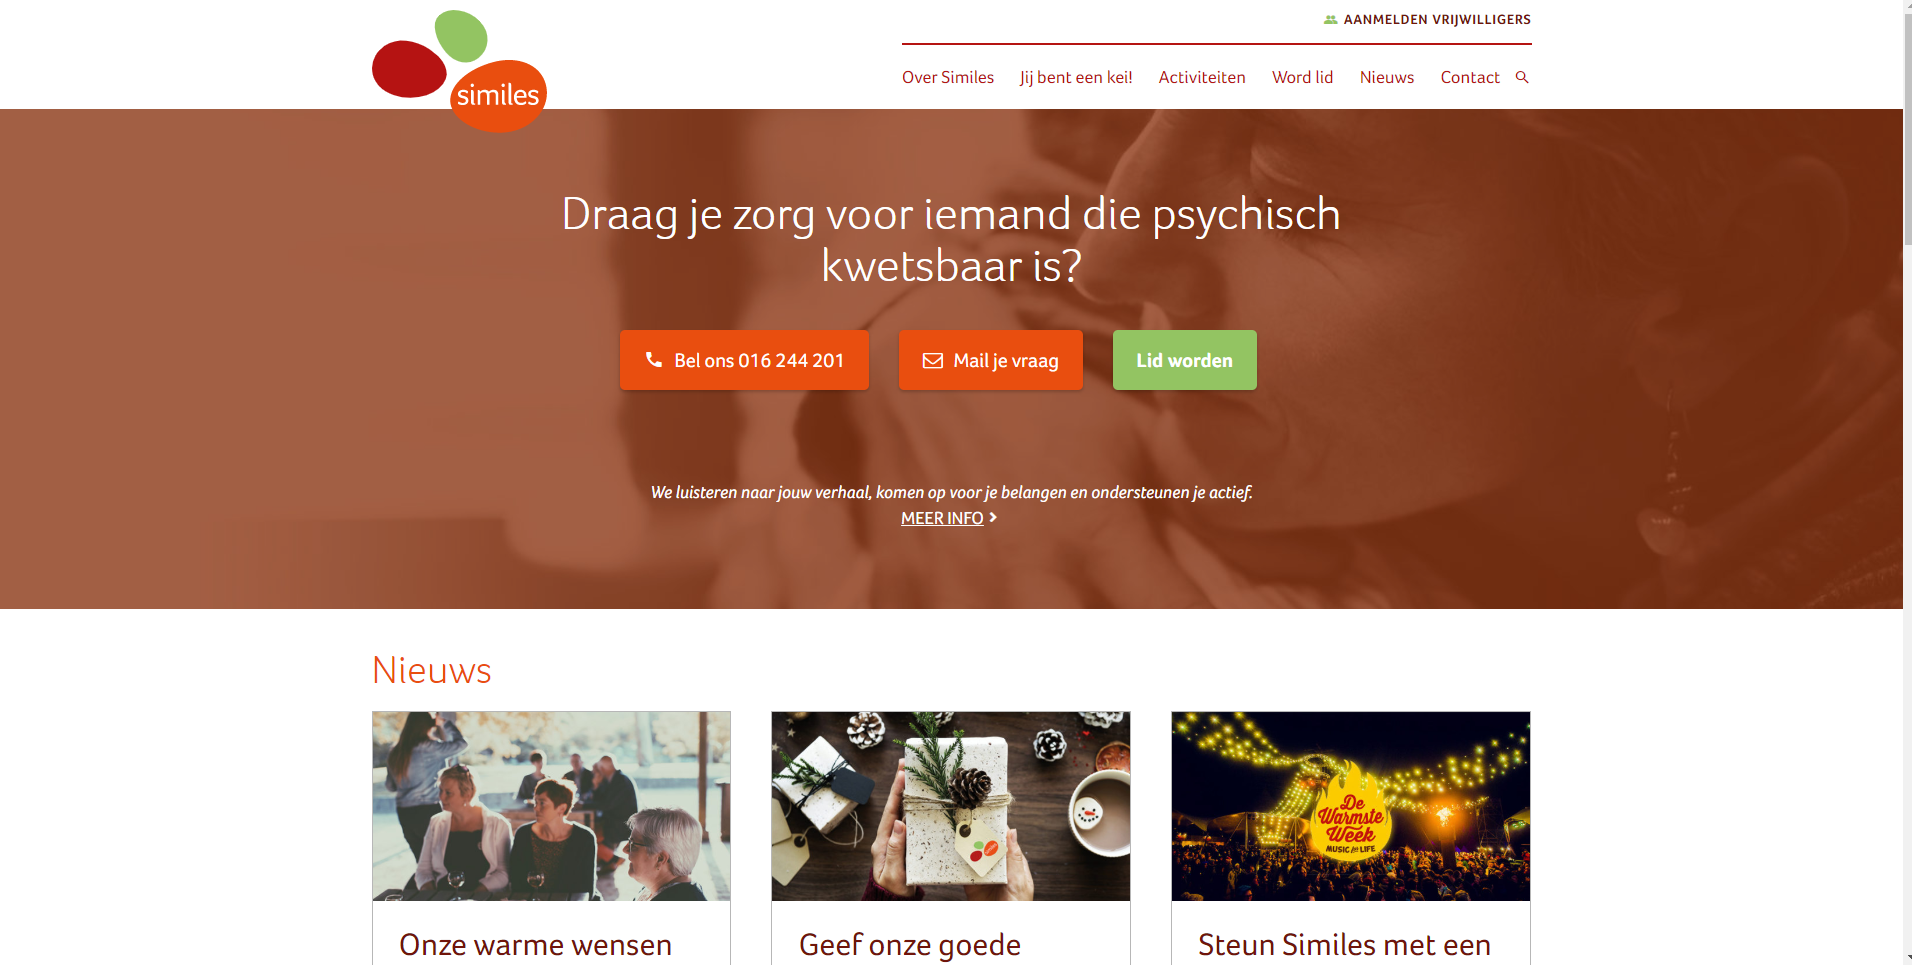 similes
AANMELDEN VRIJWILLIGERS
Over Similes Jij bent een kei! Activiteiten Word lid Nieuws Contact
Draag je zorg voor iemand die psychisch
kwetsbaar is?
Bel ons 016 244 201 Mail je vraag Lid worden
We luisteren naar jouw verhaal, komen op voor je belangen en ondersteunen je actief.
MEER INFO
Nieuws
De
Warmste
Week
MUSIC for LIFE
Onze warme wensen Geef onze goede Steun Similes met een